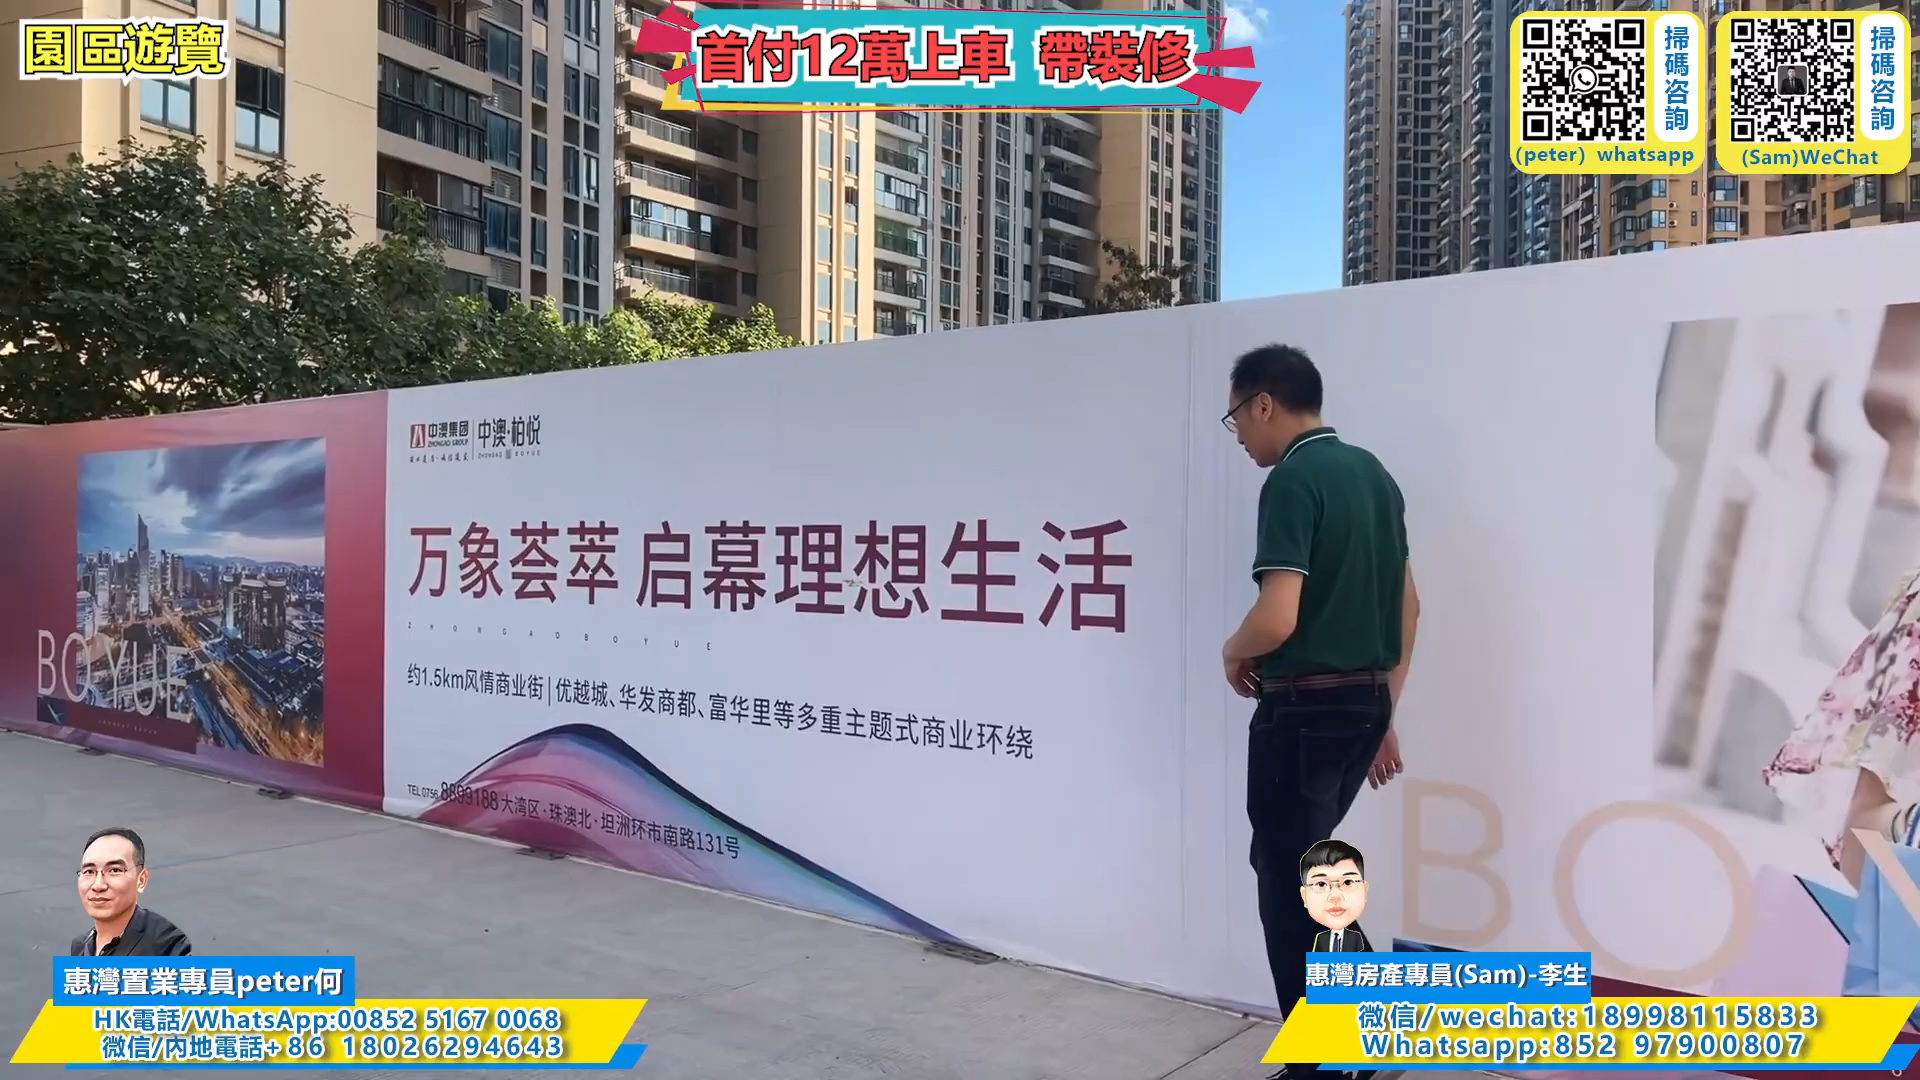 園區遊覽
首付12萬上車 帶裝修
掃碼咨詢
(peter) whatsapp
掃碼咨詢
(Sam)WeChat
中澳集团
ZHONGAO GROUP
中澳·柏悦
ZHONGAO BOYUE
万象荟萃 启幕理想生活
ZHONGAOBOYUE
约1.5km风情商业街|优越城、华发商都、富华里等多重主题式商业环绕
TEL 0756 8899188 大湾区·珠澳北·坦洲环市南路131号
BO YUE
BO
惠灣置業專員peter何
HK電話/WhatsApp:00852 5167 0068
微信/內地電話+86 18026294643
惠灣房產專員(Sam)-李生
微信/wechat:18998115833
Whatsapp:852 97900807